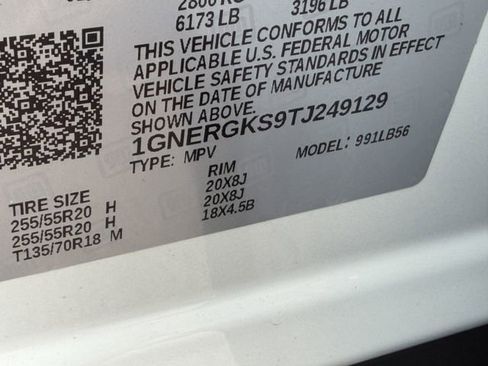 6173 LB 3196 LB
THIS VEHICLE CONFORMS TO ALL
APPLICABLE U.S. FEDERAL MOTOR
VEHICLE SAFETY STANDARDS IN EFFECT
ON THE DATE OF MANUFACTURE
SHOWN ABOVE.
1GNERGKS9TJ249129
TYPE: MPV MODEL: 991LB56
TIRE SIZE RIM
255/55R20 H 20X8J
255/55R20 H 20X8J
T135/70R18 M 18X4.5B